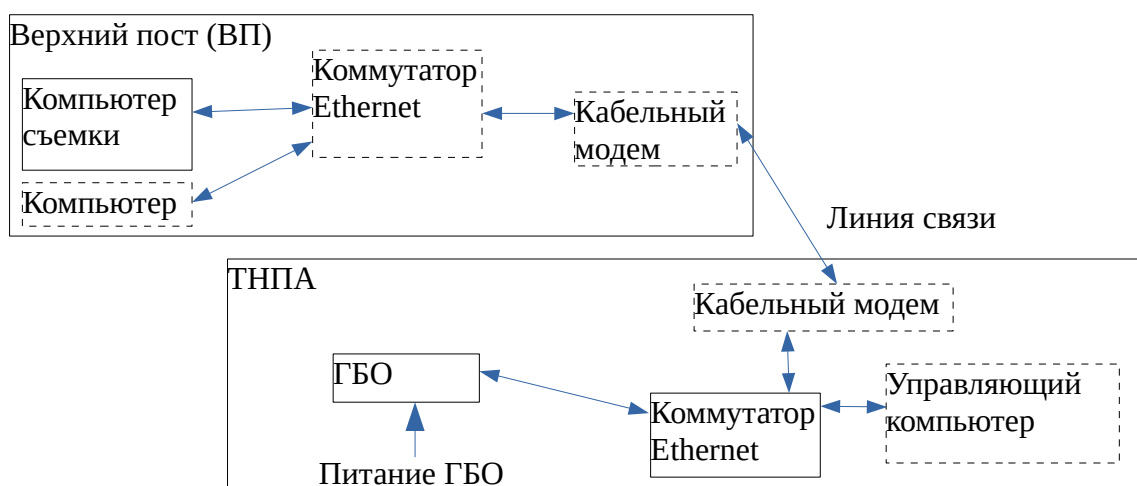 Верхний пост (ВП)
Коммутатор
Ethernet
Компьютер
съемки
Кабельный
модем
Компьютер
Линия связи
ТНПА
Кабельный модем
ГБО
Управляющий
компьютер
Коммутатор
Ethernet
Питание ГБО